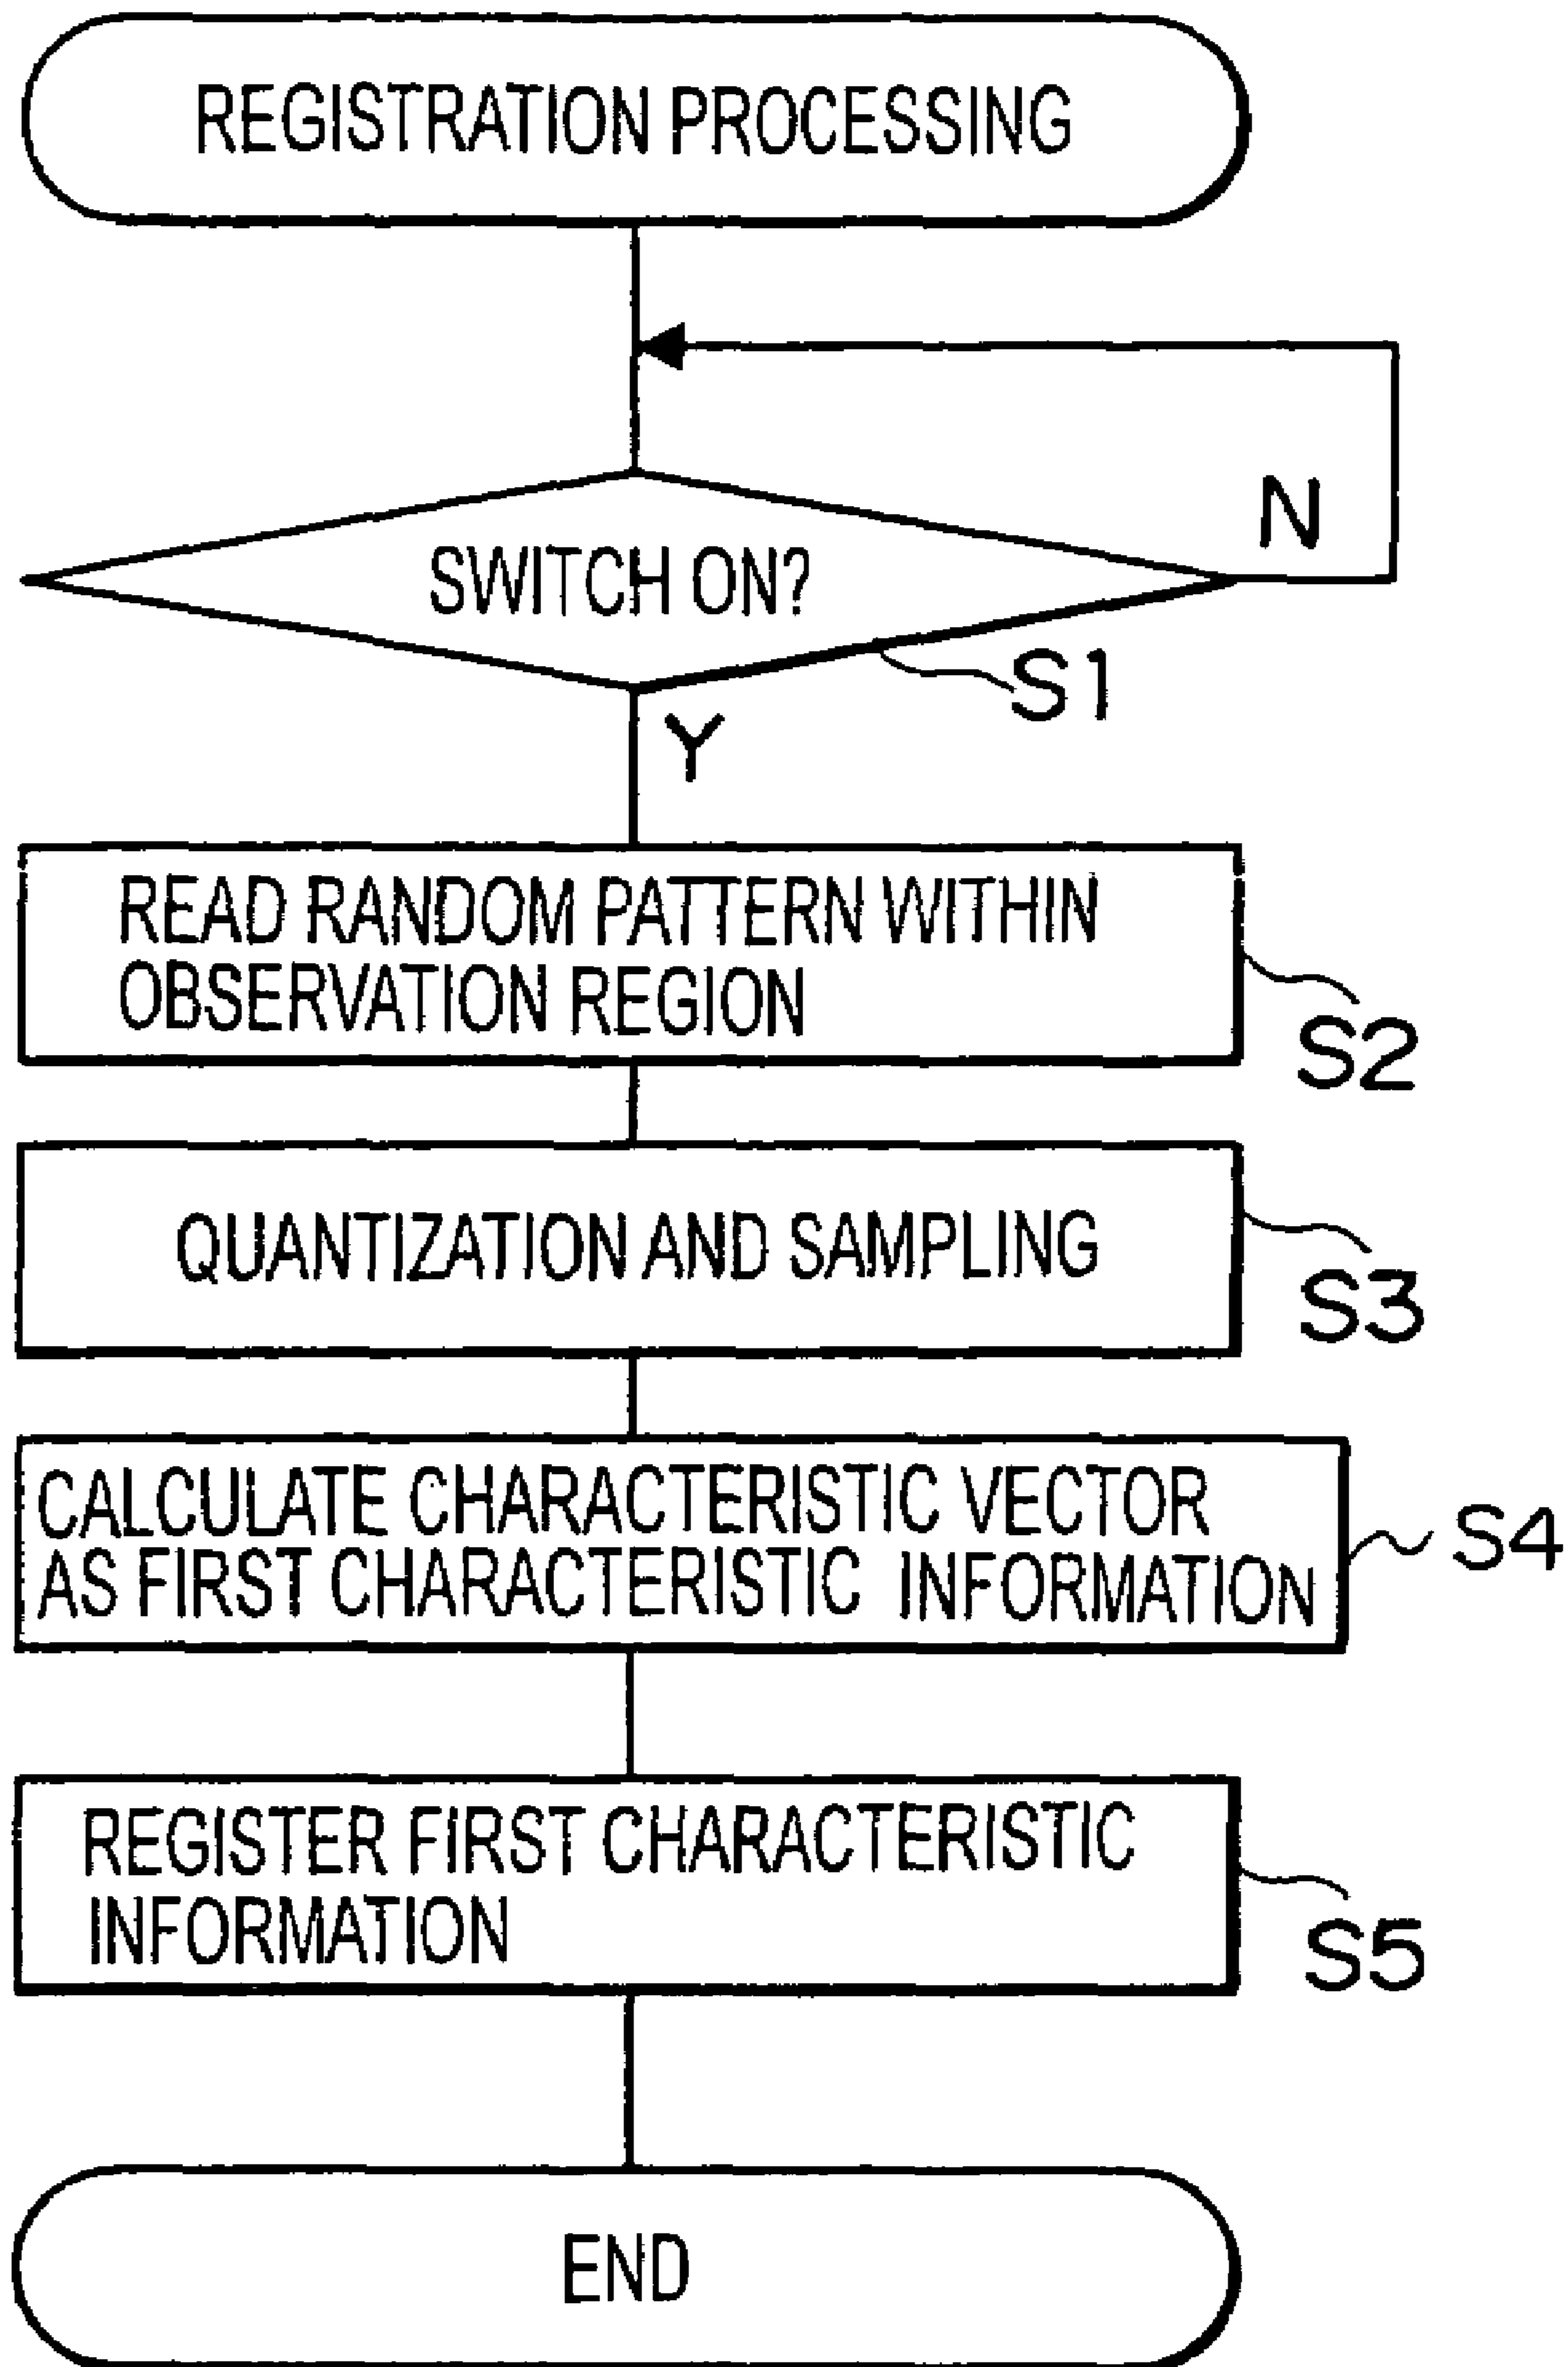 REGISTRATION PROCESSING
N
SWITCH ON?
S1
Y
READ RANDOM PATTERN WITHIN
OBSERVATION REGION
S2
QUANTIZATION AND SAMPLING
S3
CALCULATE CHARACTERISTIC VECTOR
AS FIRST CHARACTERISTIC INFORMATION
S4
REGISTER FIRST CHARACTERISTIC
INFORMATION
S5
END